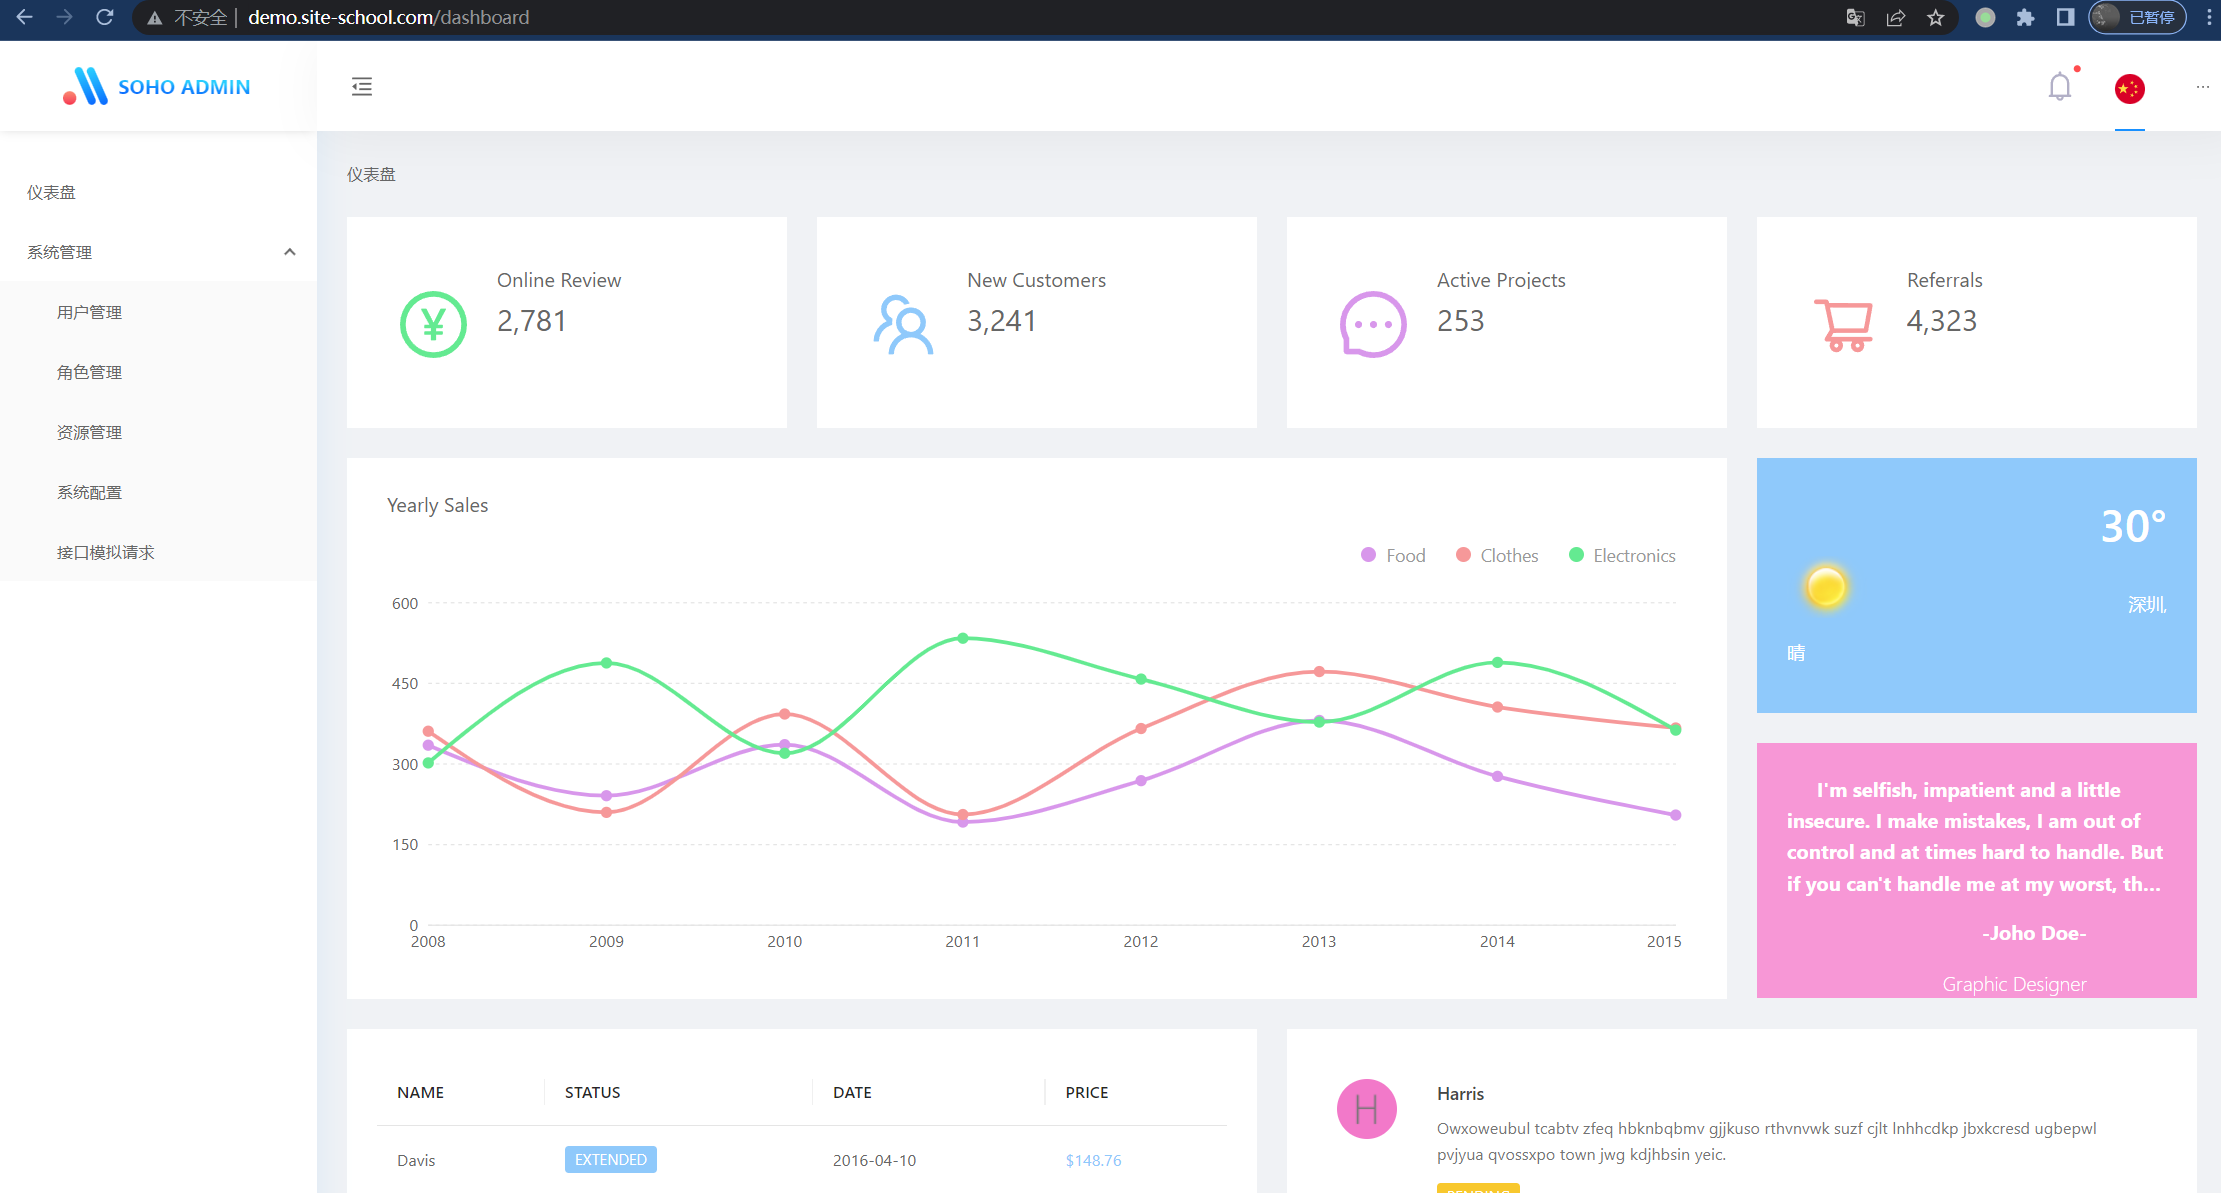 不安全 | demo.site-school.com/dashboard
已暂停
SOHO ADMIN
仪表盘
系统管理
用户管理
角色管理
资源管理
系统配置
接口模拟请求
仪表盘
Online Review
2,781
New Customers
3,241
Active Projects
253
Referrals
4,323
Yearly Sales
Food
Clothes
Electronics
600
450
300
150
0
2008
2009
2010
2011
2012
2013
2014
2015
30°
深圳,
晴
I'm selfish, impatient and a little
insecure. I make mistakes, I am out of
control and at times hard to handle. But
if you can't handle me at my worst, th...
-Joho Doe-
Graphic Designer
NAME STATUS DATE PRICE
Davis EXTENDED 2016-04-10 $148.76
H
Harris
Owxoweubul tcabtv zfeq hbknbqbmv gjjkuso rthvnvwk suzf cjlt lnhhcdkp jbxkcresd ugbepwl
pvjyua qvossxpo town jwg kdjhbsin yeic.
PENDING